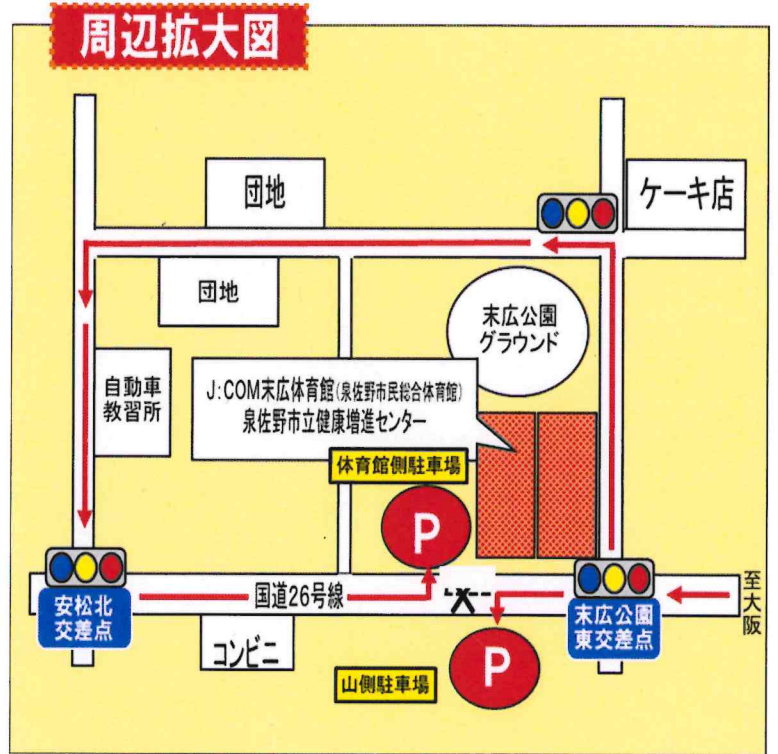 周辺拡大図
団地
ケーキ店
団地
末広公園
グラウンド
自動車
教習所
J:COM末広体育館(泉佐野市民総合体育館)
泉佐野市立健康増進センター
体育館側駐車場
P
安松北
交差点
国道26号線
末広公園
東交差点
至大阪
コンビニ
山側駐車場
P